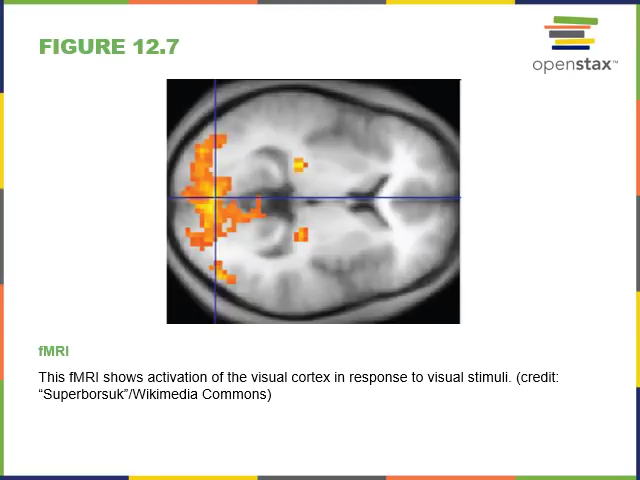 FIGURE 12.7
openstax™
fMRI
This fMRI shows activation of the visual cortex in response to visual stimuli. (credit:
“Superborsuk”/Wikimedia Commons)